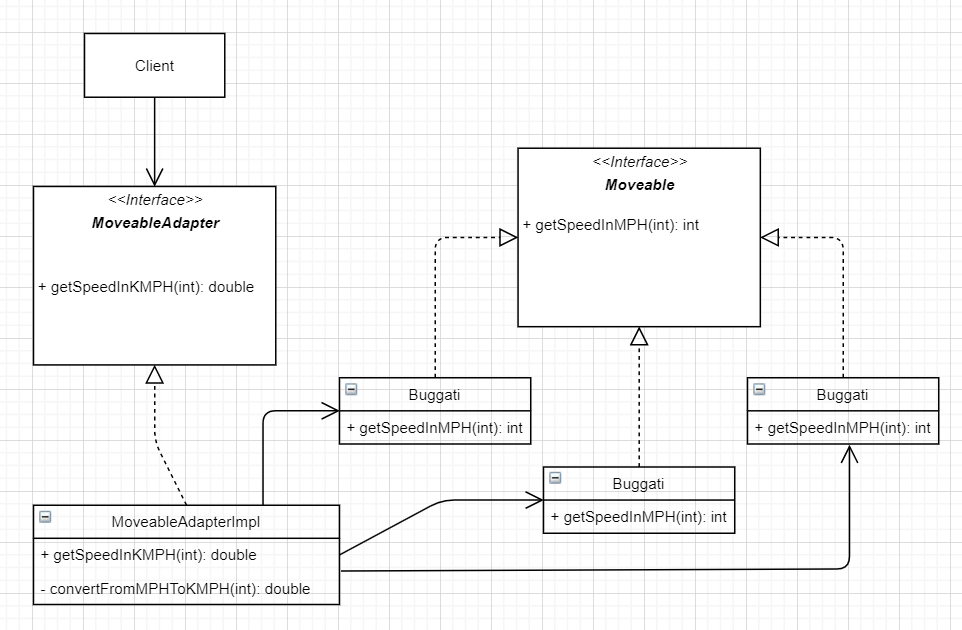 Client
<<Interface>>
MoveableAdapter
+ getSpeedInKMPH(int): double
<<Interface>>
Moveable
+ getSpeedInMPH(int): int
Buggati
+ getSpeedInMPH(int): int
Buggati
+ getSpeedInMPH(int): int
Buggati
+ getSpeedInMPH(int): int
MoveableAdapterImpl
+ getSpeedInKMPH(int): double
- convertFromMPHToKMPH(int): double